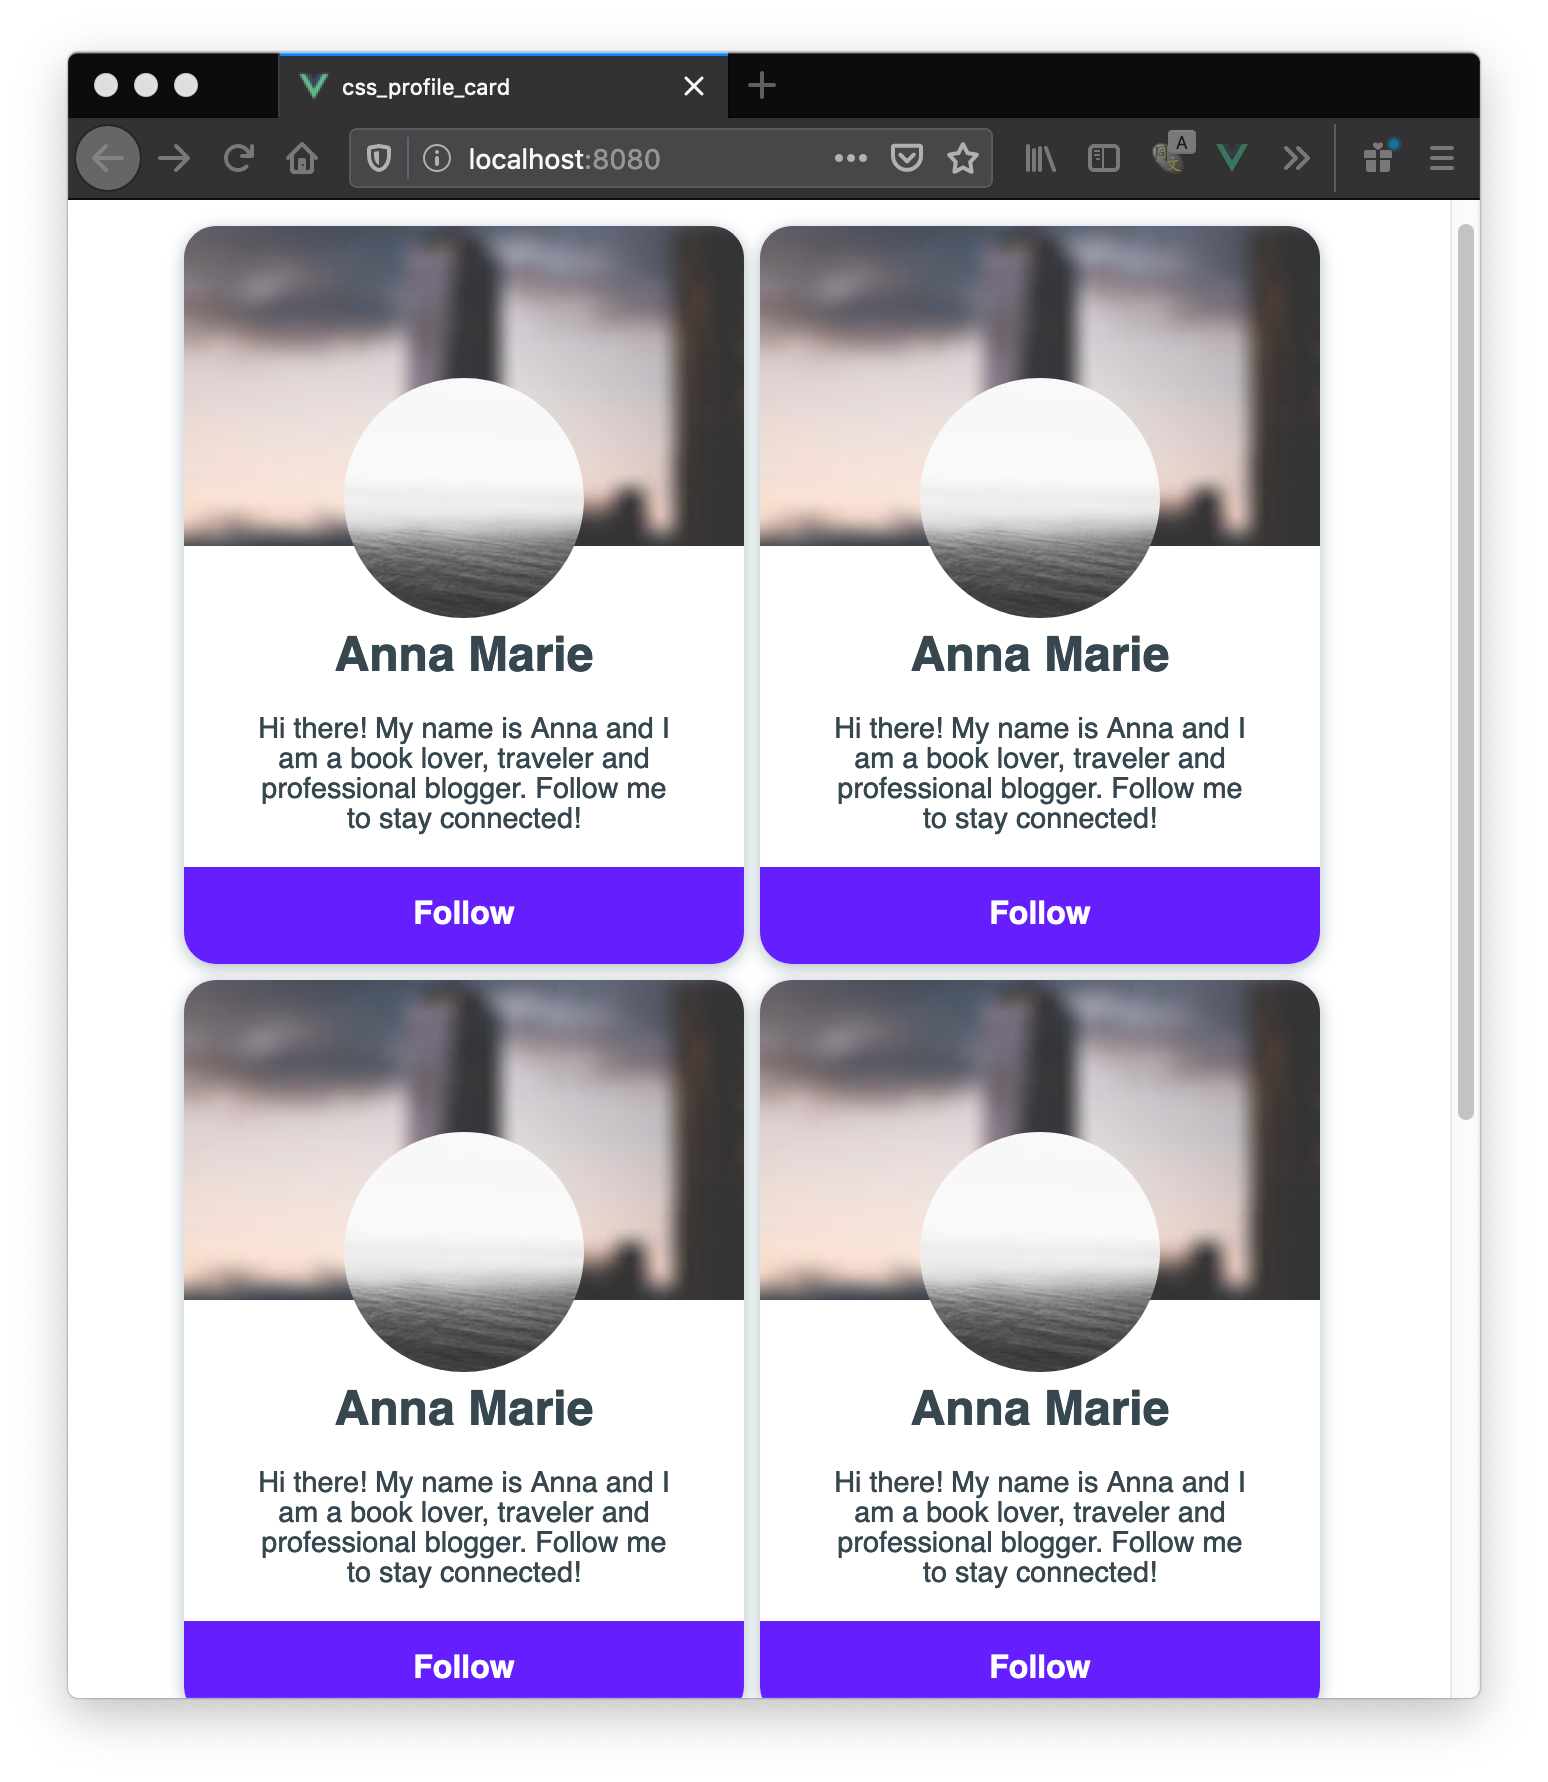 css_profile_card
localhost:8080
A
Anna Marie
Hi there! My name is Anna and I
am a book lover, traveler and
professional blogger. Follow me
to stay connected!
Follow
Anna Marie
Hi there! My name is Anna and I
am a book lover, traveler and
professional blogger. Follow me
to stay connected!
Follow
Anna Marie
Hi there! My name is Anna and I
am a book lover, traveler and
professional blogger. Follow me
to stay connected!
Follow
Anna Marie
Hi there! My name is Anna and I
am a book lover, traveler and
professional blogger. Follow me
to stay connected!
Follow